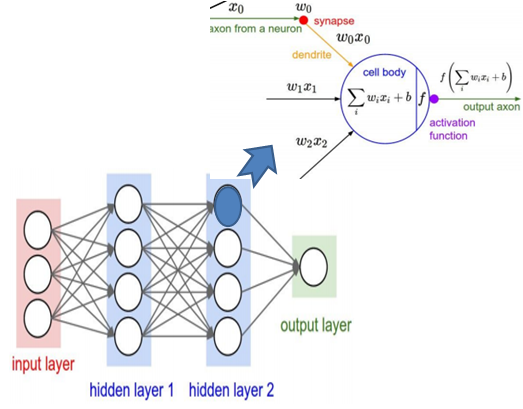 x₀ w₀
synapse
axon from a neuron
w₀x₀
dendrite
cell body
f(∑ᵢ wᵢxᵢ + b)
w₁x₁
∑ᵢ wᵢxᵢ + b f
output axon
activation
function
w₂x₂
output layer
input layer
hidden layer 1 hidden layer 2